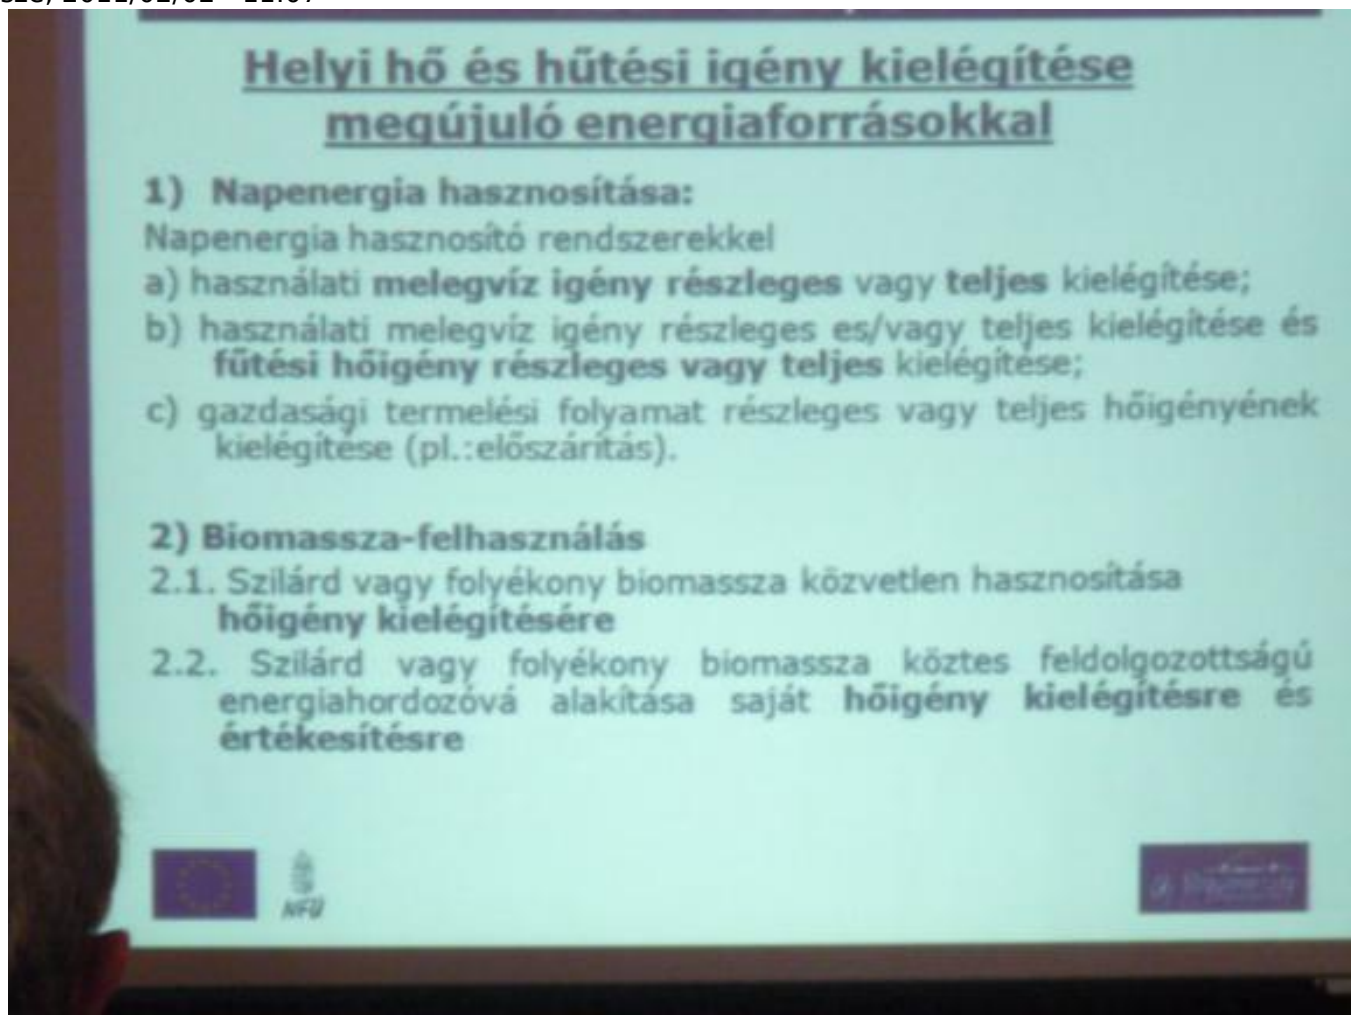 Helyi hő és hűtési igény kielégítése
megújuló energiaforrásokkal
1) Napenergia hasznosítása:
Napenergia hasznosító rendszerekkel
a) használati melegvíz igény részleges vagy teljes kielégítése;
b) használati melegvíz igény részleges es/vagy teljes kielégítése és
fűtési hőigény részleges vagy teljes kielégítése;
c) gazdasági termelési folyamat részleges vagy teljes hőigényének
kielégítése (pl.:előszárítás).
2) Biomassza-felhasználás
2.1. Szilárd vagy folyékony biomassza közvetlen hasznosítása
hőigény kielégítésére
2.2. Szilárd vagy folyékony biomassza köztes feldolgozottságú
energiahordozóvá alakítása saját hőigény kielégítésre és
értékesítésre
NFÜ